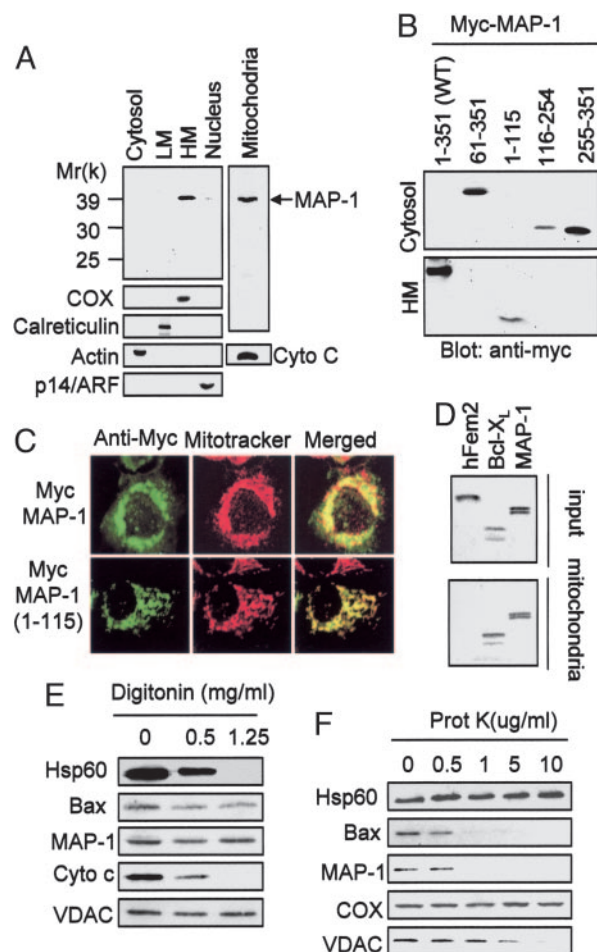 A
Cytosol
LM
HM
Nucleus
Mitochodria
Mr(k)
39
30
25
MAP-1
COX
Calreticulin
Actin
Cyto C
p14/ARF
B
Myc-MAP-1
1-351 (WT)
61-351
1-115
116-254
255-351
Cytosol
HM
Blot: anti-myc
C
Anti-Myc Mitotracker Merged
Myc
MAP-1
Myc
MAP-1
(1-115)
D
hFem2
Bcl-XL
MAP-1
input
mitochondria
E
Digitonin (mg/ml)
0 0.5 1.25
Hsp60
Bax
MAP-1
Cyto c
VDAC
F
Prot K(ug/ml)
0 0.5 1 5 10
Hsp60
Bax
MAP-1
COX
VDAC